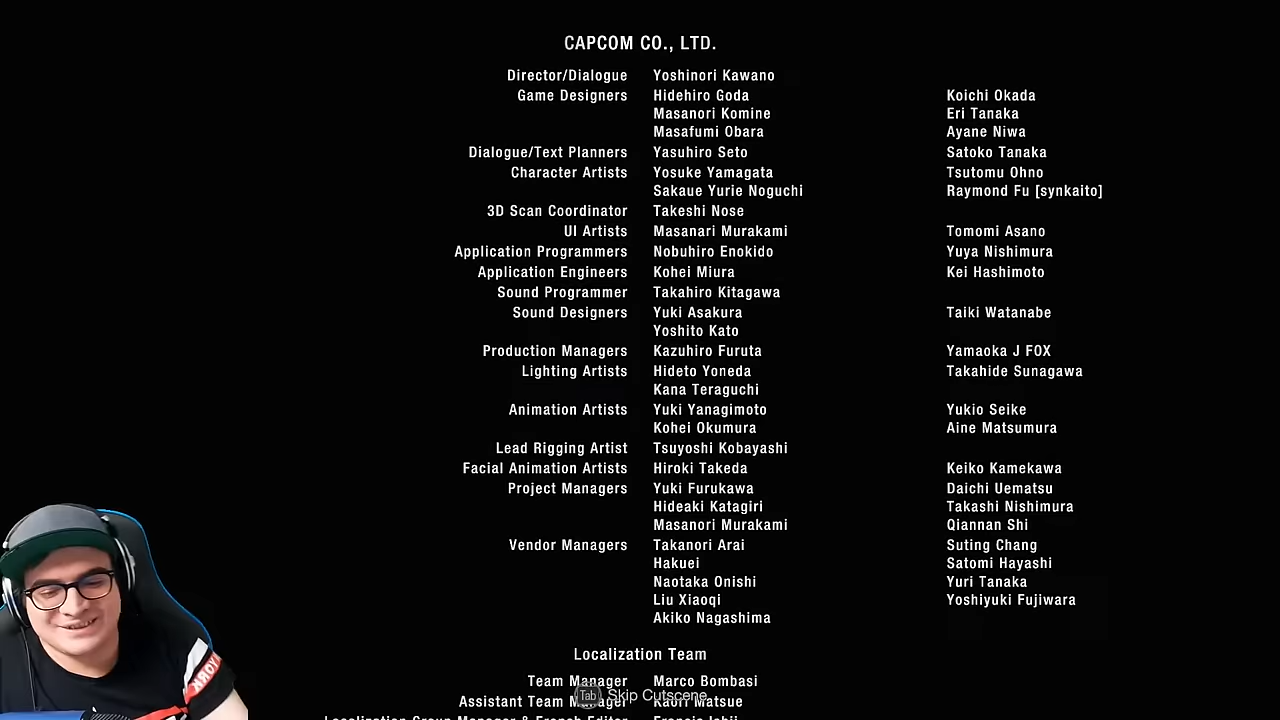 CAPCOM CO., LTD.
Director/Dialogue Yoshinori Kawano
Game Designers Hidehiro Goda Koichi Okada
Masanori Komine Eri Tanaka
Masafumi Obara Ayane Niwa
Dialogue/Text Planners Yasuhiro Seto Satoko Tanaka
Character Artists Yosuke Yamagata Tsutomu Ohno
Sakaue Yurie Noguchi Raymond Fu [synkaito]
3D Scan Coordinator Takeshi Nose
UI Artists Masanari Murakami Tomomi Asano
Application Programmers Nobuhiro Enokido Yuya Nishimura
Application Engineers Kohei Miura Kei Hashimoto
Sound Programmer Takahiro Kitagawa
Sound Designers Yuki Asakura Taiki Watanabe
Yoshito Kato
Production Managers Kazuhiro Furuta Yamaoka J FOX
Lighting Artists Hideto Yoneda Takahide Sunagawa
Kana Teraguchi
Animation Artists Yuki Yanagimoto Yukio Seike
Kohei Okumura Aine Matsumura
Lead Rigging Artist Tsuyoshi Kobayashi
Facial Animation Artists Hiroki Takeda Keiko Kamekawa
Project Managers Yuki Furukawa Daichi Uematsu
Hideaki Katagiri Takashi Nishimura
Masanori Murakami Qiannan Shi
Vendor Managers Takanori Arai Suting Chang
Hakuei Satomi Hayashi
Naotaka Onishi Yuri Tanaka
Liu Xiaoqi Yoshiyuki Fujiwara
Akiko Nagashima
Localization Team
Team Manager Marco Bombasi
Tab Skip Cutscene
Assistant Team Manager Kaori Matsue
Localization Group Manager & French Editor Francis Ishii